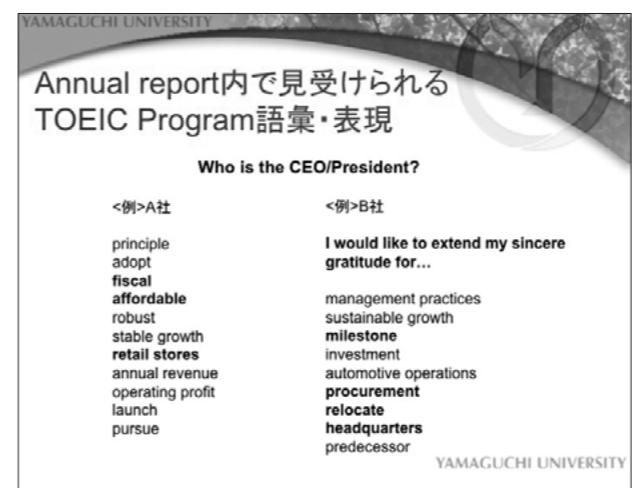 YAMAGUCHI UNIVERSITY
Annual report内で見受けられる
TOEIC Program語彙・表現
Who is the CEO/President?
<例>A社
principle
adopt
fiscal
affordable
robust
stable growth
retail stores
annual revenue
operating profit
launch
pursue
<例>B社
I would like to extend my sincere
gratitude for…
management practices
sustainable growth
milestone
investment
automotive operations
procurement
relocate
headquarters
predecessor
YAMAGUCHI UNIVERSITY